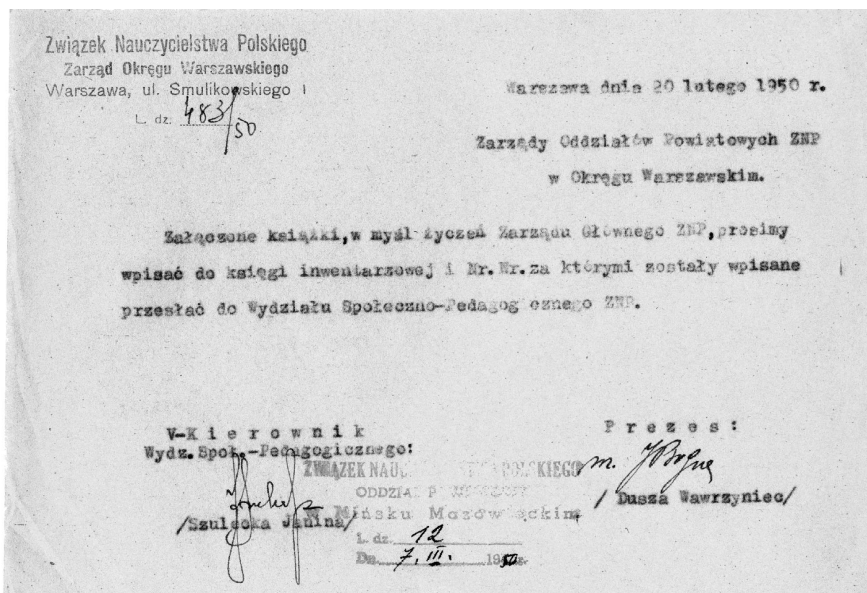 Związek Nauczycielstwa Polskiego
Zarząd Okręgu Warszawskiego
Warszawa, ul. Smulikowskiego 1
L. dz. 483/50
Warszawa dnia 20 lutego 1950 r.
Zarządy Oddziałów Powiatowych ZNP
w Okręgu Warszawskim.
Załączone książki,w myśl życzeń Zarządu Głównego ZNP,prosimy
wpisać do księgi inwentarzowej i Nr.Nr.za którymi zostały wpisane
przesłać do Wydziału Społeczno-Pedagogicznego ZNP.
V-Kierownik
Wydz.Społ.-Pedagogicznego:
/Szulecka Janina/
Prezes:
/Dusza Wawrzyniec/
ZWIĄZEK NAUCZYCIELSTWA POLSKIEGO
ODDZIAŁ POWIATOWY
w Mińsku Mazowieckim
L. dz. 12
Dn. 7. III. 1950r.